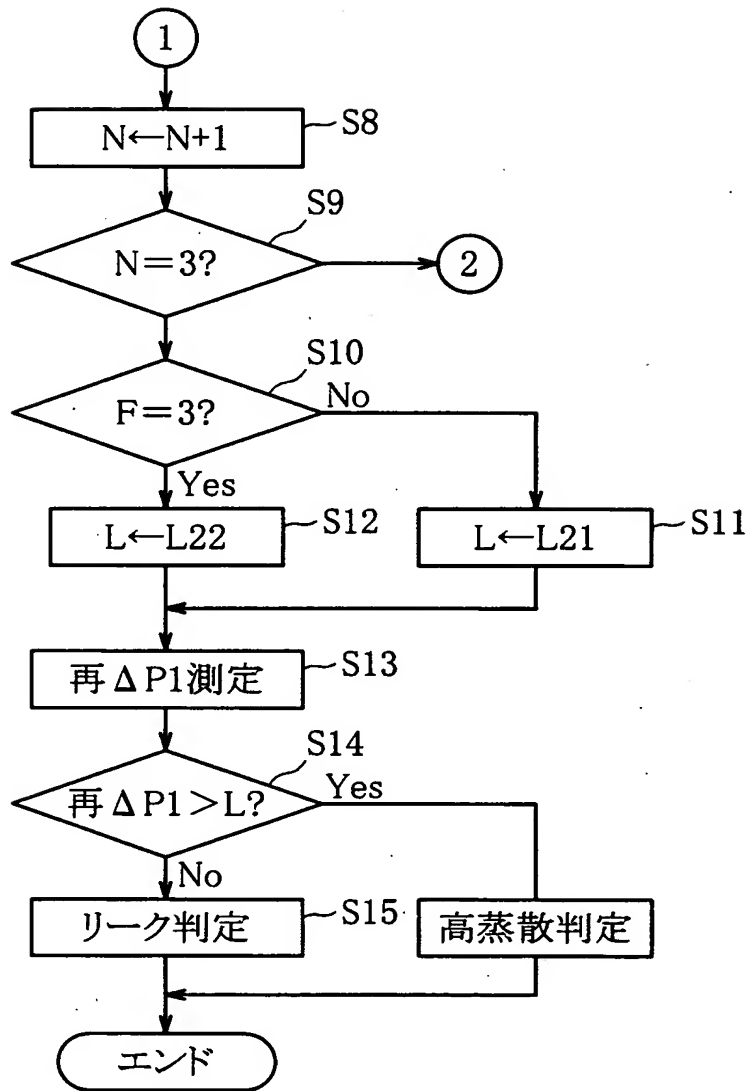 1
N←N+1
S8
S9
N=3?
2
S10
F=3?
No
Yes
L←L22
S12
L←L21
S11
再ΔP1測定
S13
S14
再ΔP1>L?
Yes
No
リーク判定
S15
高蒸散判定
エンド